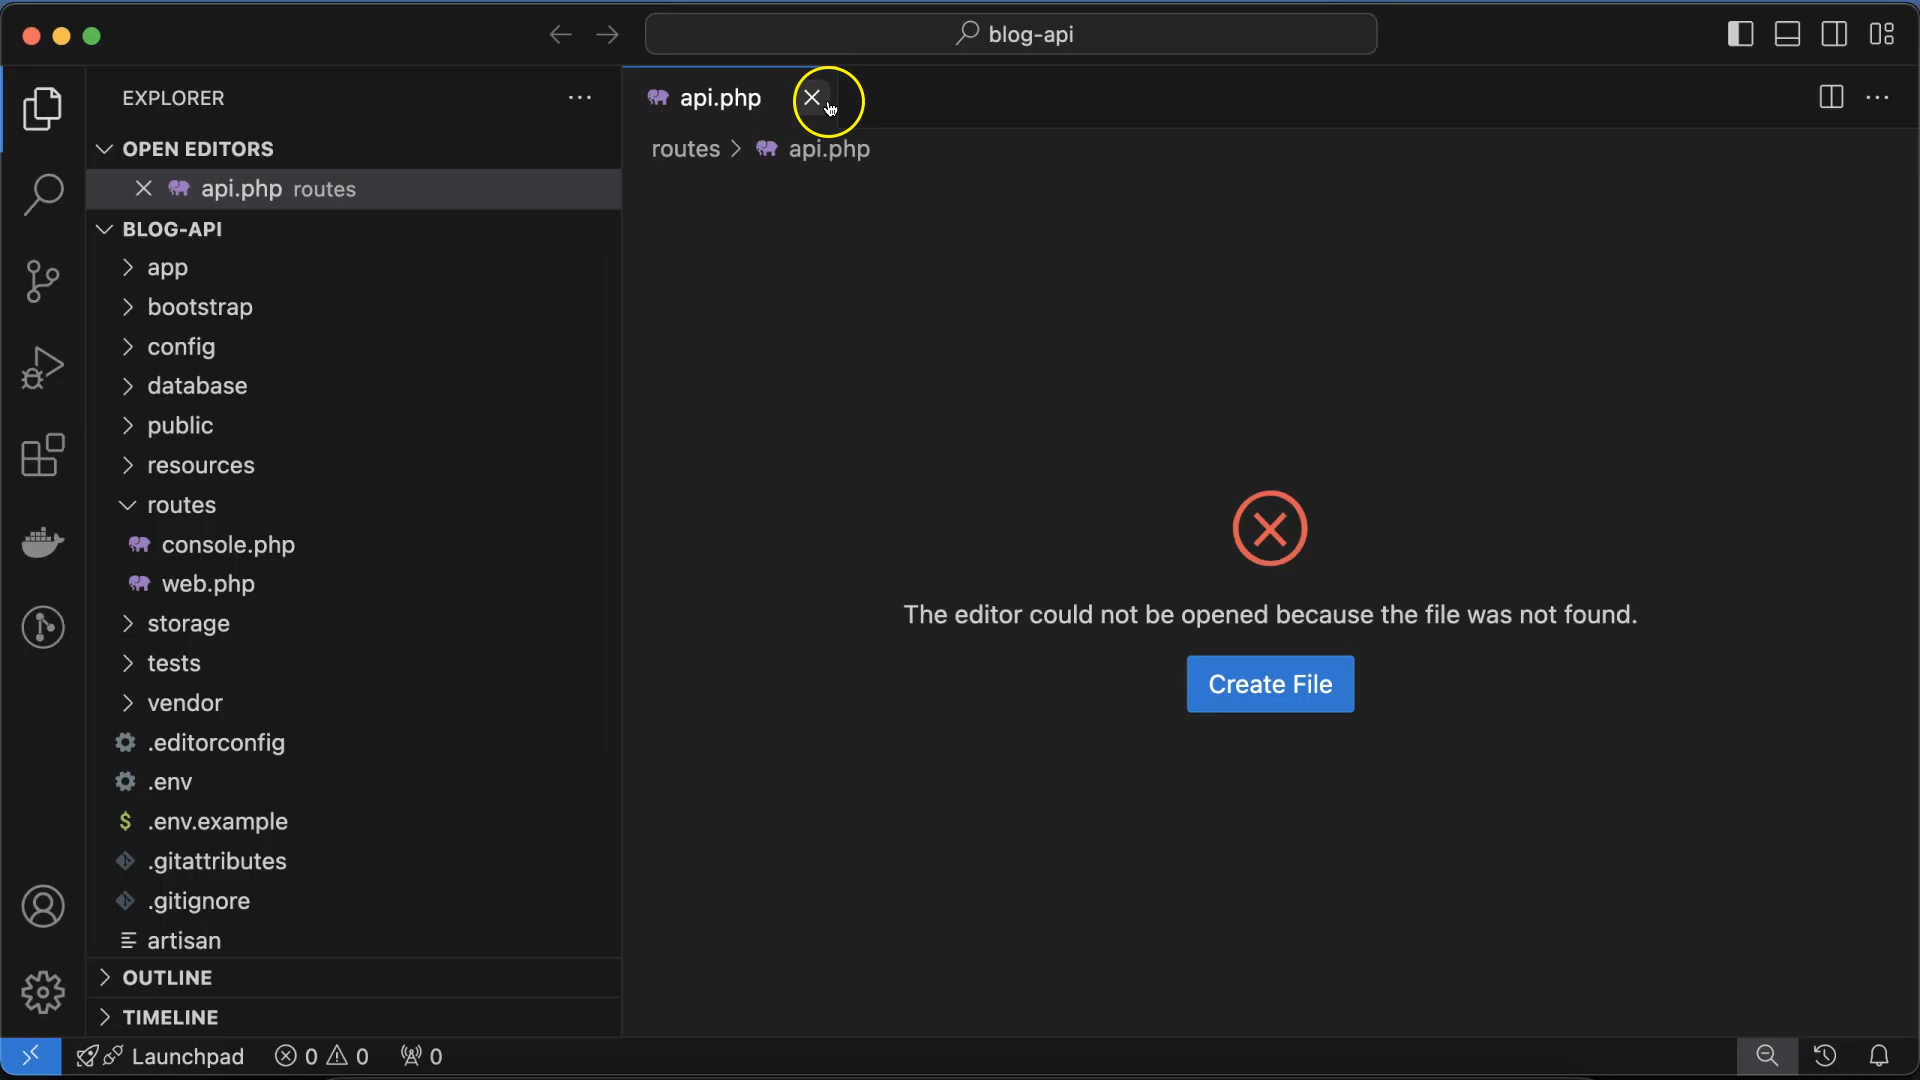 blog-api
EXPLORER
OPEN EDITORS
api.php routes
BLOG-API
app
bootstrap
config
database
public
resources
routes
console.php
web.php
storage
tests
vendor
.editorconfig
.env
$ .env.example
.gitattributes
.gitignore
artisan
OUTLINE
TIMELINE
api.php
routes > api.php
The editor could not be opened because the file was not found.
Create File
Launchpad 0 0 0